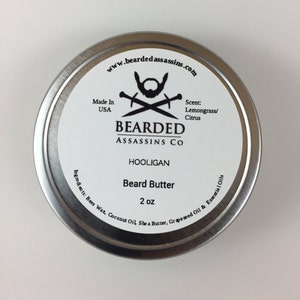 www.beardedassassins.com
Made In
USA
Scent:
Lemongrass/
Citrus
BEARDED
ASSASSINS CO
HOOLIGAN
Beard Butter
2 oz
Ingredients: Bees Wax, Coconut Oil, Shea Butter, Grapeseed Oil & Essential Oils